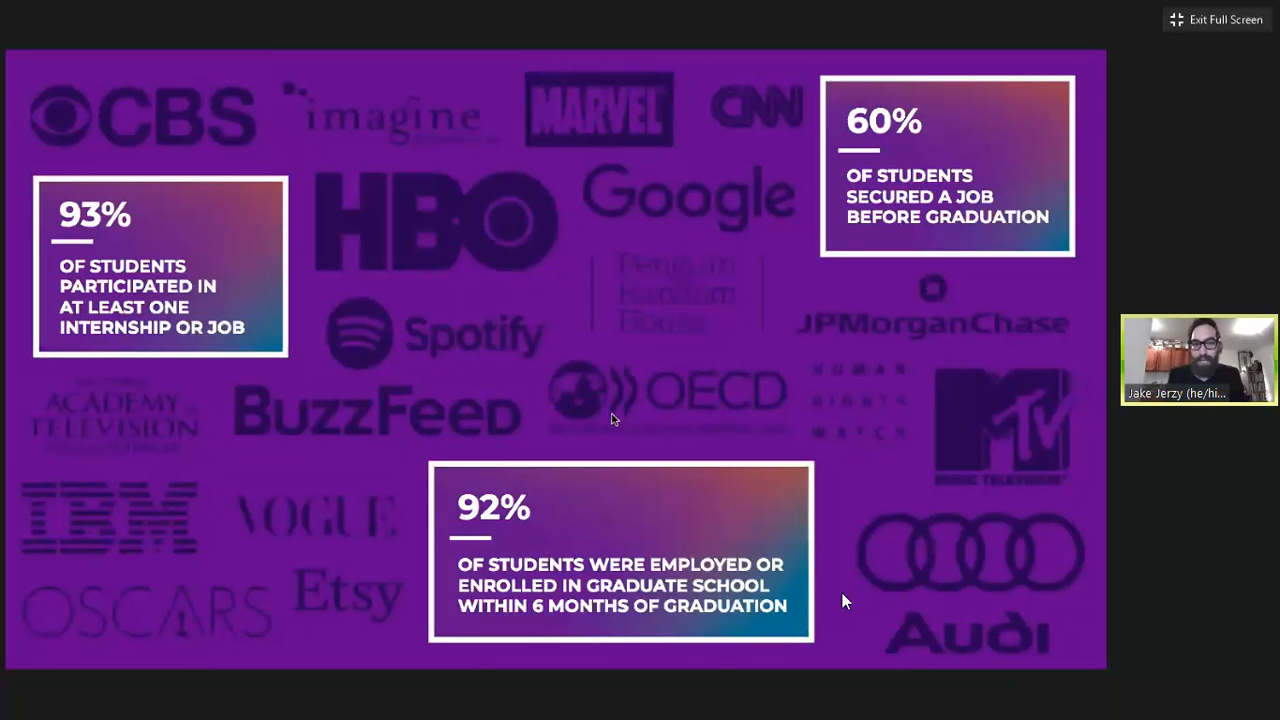 Exit Full Screen
CBS
imagine
MARVEL
CNN
60%
OF STUDENTS
SECURED A JOB
BEFORE GRADUATION
93%
OF STUDENTS
PARTICIPATED IN
AT LEAST ONE
INTERNSHIP OR JOB
HBO
Google
Penguin
Random
House
JPMorganChase
Spotify
Jake Jerzy (he/hi...
ACADEMY
TELEVISION
BuzzFeed
OECD
HUMAN
RIGHTS
WATCH
MTV
MUSIC TELEVISION
IBM
VOGUE
92%
OF STUDENTS WERE EMPLOYED OR
ENROLLED IN GRADUATE SCHOOL
WITHIN 6 MONTHS OF GRADUATION
OSCARS
Etsy
Audi